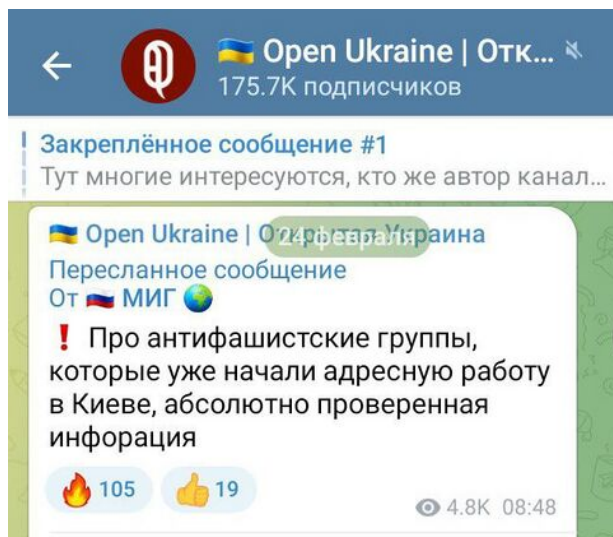 Open Ukraine | Отк...
175.7K подписчиков
Закреплённое сообщение #1
Тут многие интересуются, кто же автор канал...
24 февраля
Open Ukraine | Открытая Украина
Пересланное сообщение
От МИГ
Про антифашистские группы,
которые уже начали адресную работу
в Киеве, абсолютно проверенная
инфорация
105 19
4.8K 08:48